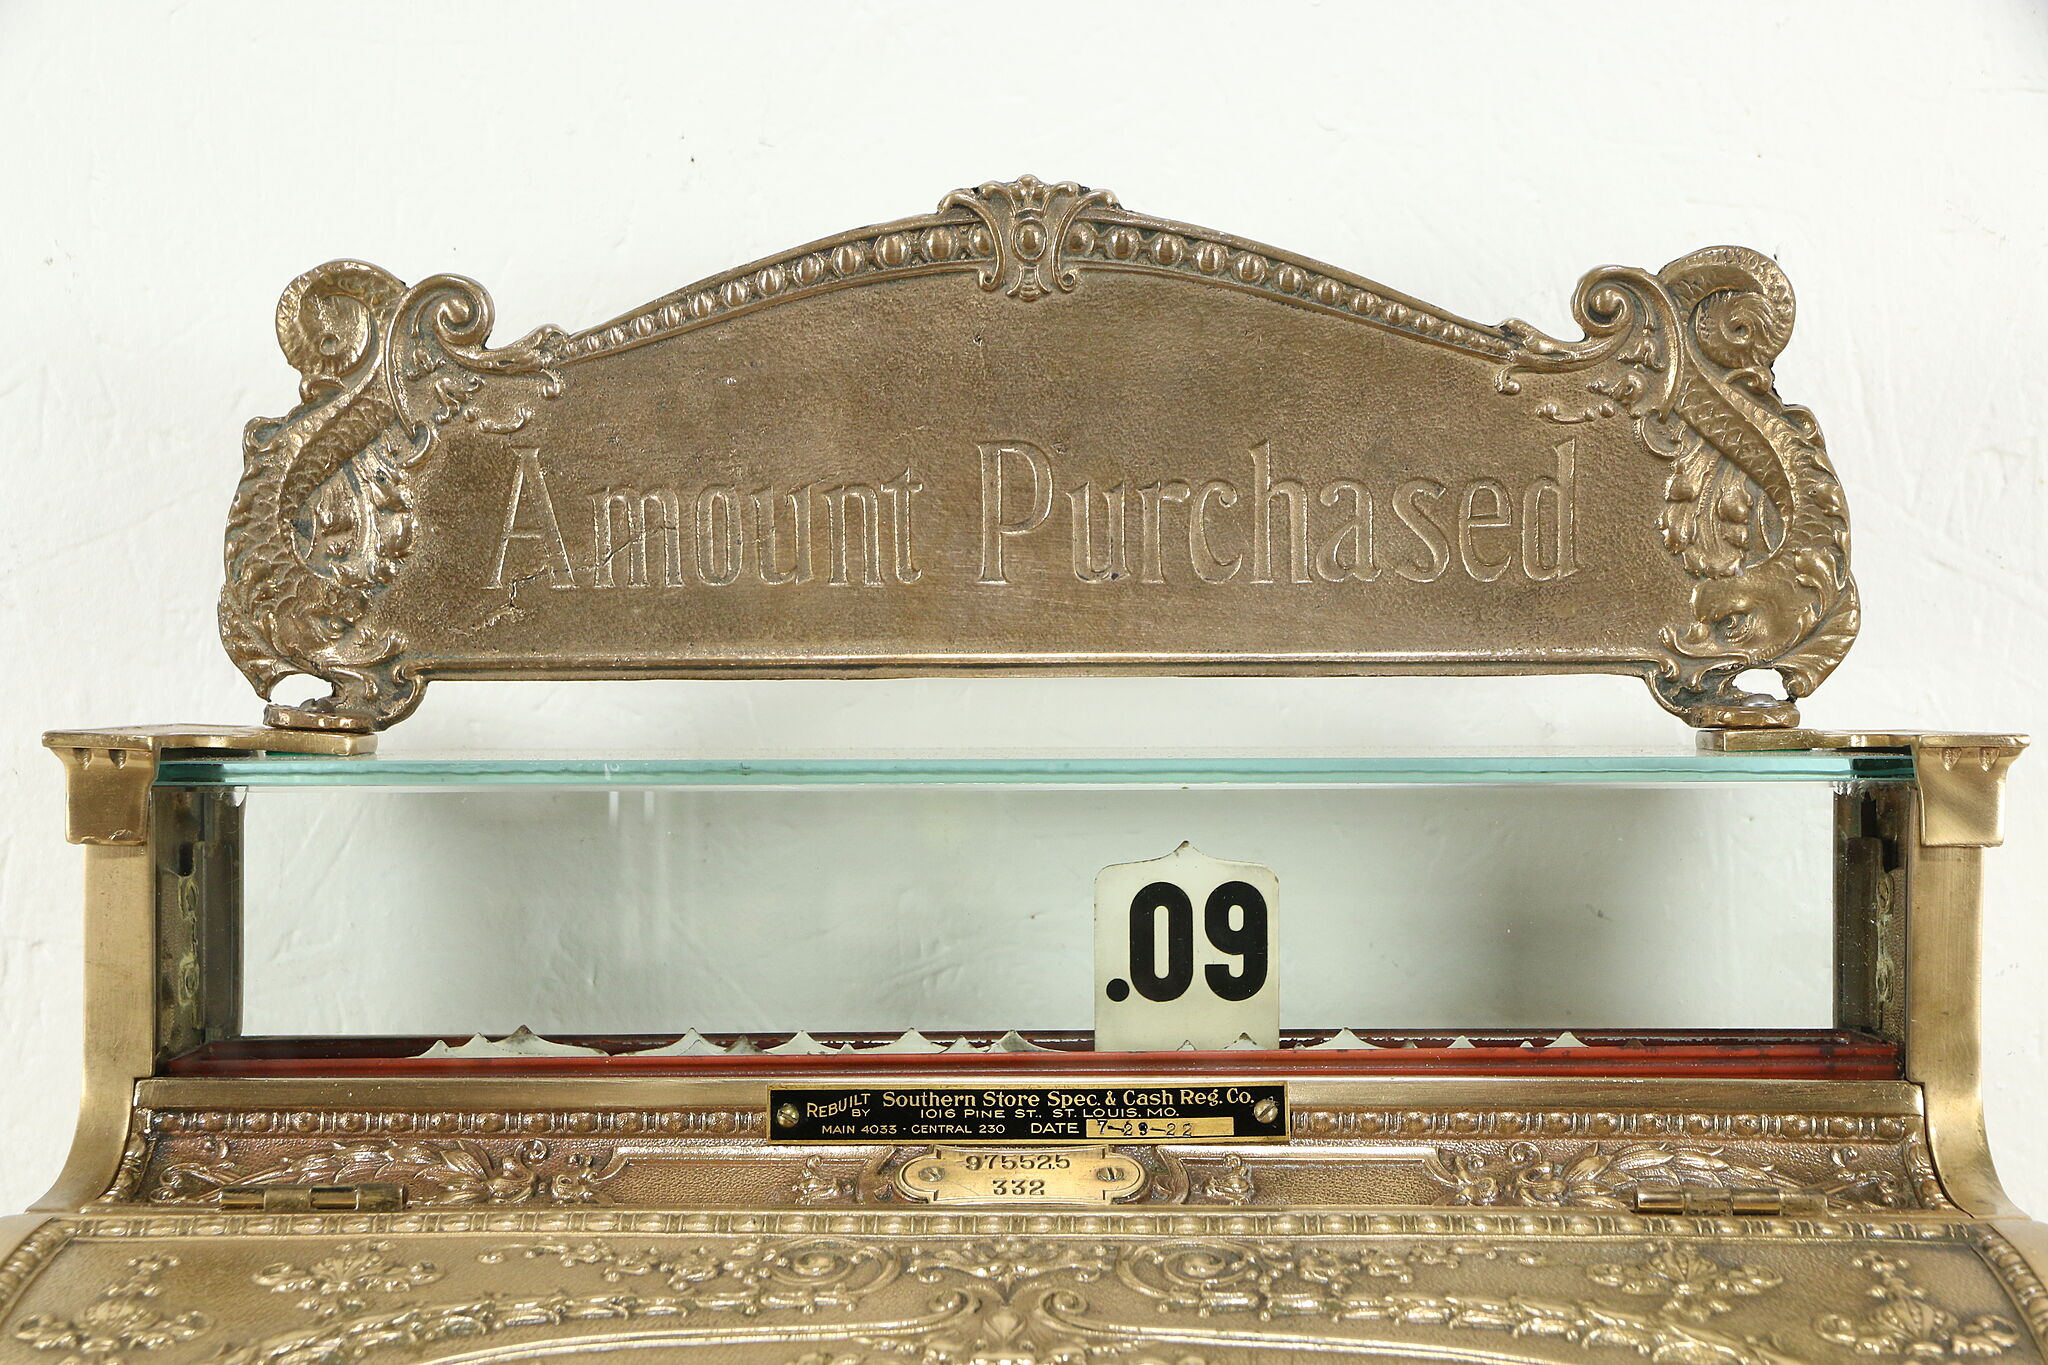 Amount Purchased
.09
REBUILT BY Southern Store Spec. & Cash Reg. Co.
1016 PINE ST., ST. LOUIS, MO.
MAIN 4033 · CENTRAL 230 DATE 7-29-22
975525
332